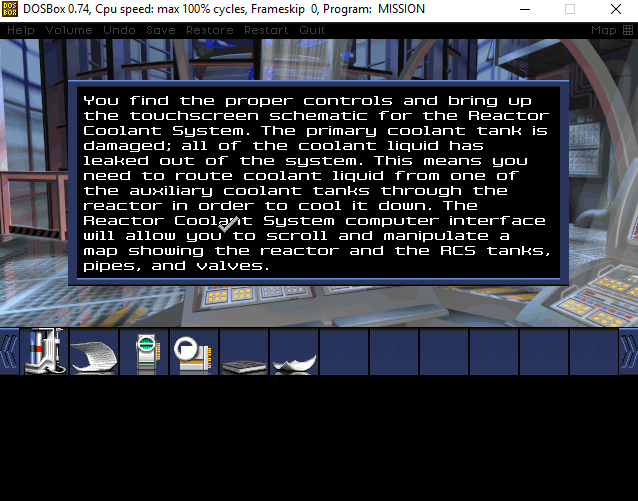 DOSBox 0.74, Cpu speed: max 100% cycles, Frameskip 0, Program: MISSION
Help Volume Undo Save Restore Restart Quit Map
You find the proper controls and bring up
the touchscreen schematic for the Reactor
Coolant System. The primary coolant tank is
damaged; all of the coolant liquid has
leaked out of the system. This means you
need to route coolant liquid from one of
the auxiliary coolant tanks through the
reactor in order to cool it down. The
Reactor Coolant System computer interface
will allow you to scroll and manipulate a
map showing the reactor and the RCS tanks,
pipes, and valves.